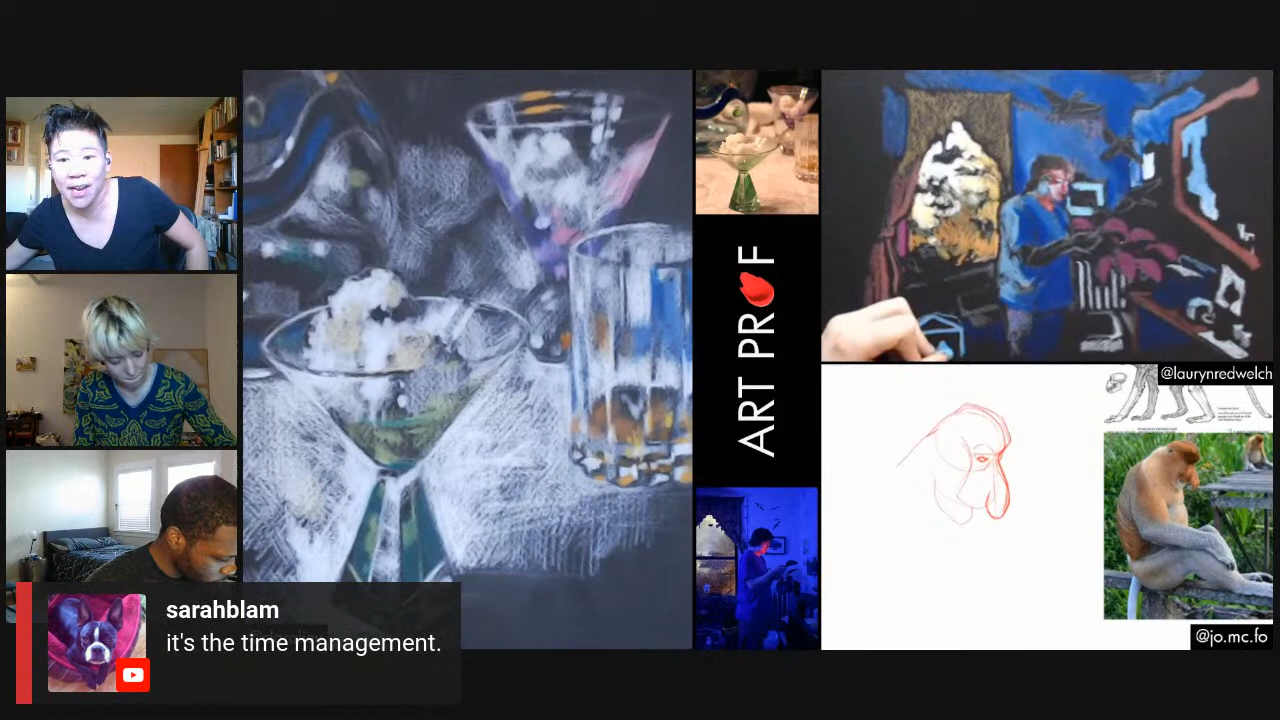 ART PROF
@laurynredwelch
@jo.mc.fo
sarahblam
it's the time management.